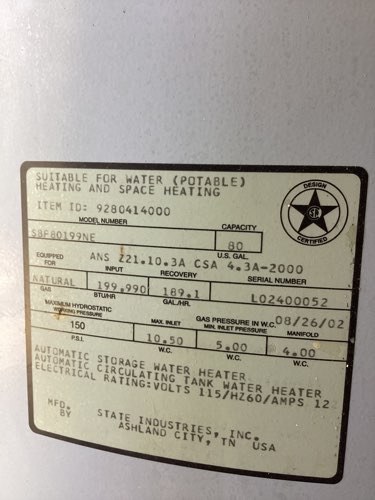 SUITABLE FOR WATER (POTABLE)
HEATING AND SPACE HEATING
DESIGN
CERTIFIED
ITEM ID: 9280414000
MODEL NUMBER
CAPACITY
SBF80199NE
80
U.S. GAL.
EQUIPPED FOR
ANS Z21.10.3A CSA 4.3A-2000
INPUT
RECOVERY
NATURAL
199,990
189.1
L02400052
GAS
BTU/HR
GAL./HR.
MAXIMUM HYDROSTATIC
WORKING PRESSURE
GAS PRESSURE IN W.C.
08/26/02
MAX. INLET
MIN. INLET PRESSURE
MANIFOLD
150
10.50
5.00
4.00
P.S.I.
W.C.
W.C.
W.C.
AUTOMATIC STORAGE WATER HEATER
AUTOMATIC CIRCULATING TANK WATER HEATER
ELECTRICAL RATING:VOLTS 115/HZ60/AMPS 12
MFD. BY
STATE INDUSTRIES, INC.
ASHLAND CITY, TN USA